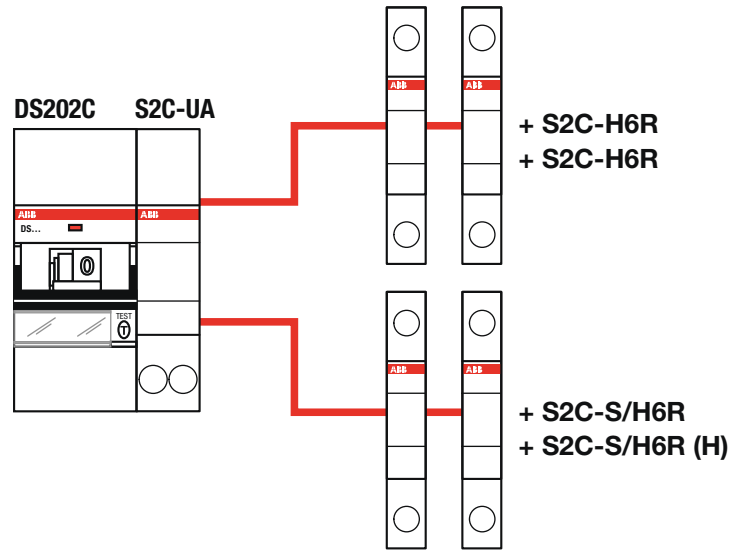 DS202C S2C-UA
ABB ABB
DS...
0
TEST
T
ABB ABB
+ S2C-H6R
+ S2C-H6R
ABB ABB
+ S2C-S/H6R
+ S2C-S/H6R (H)